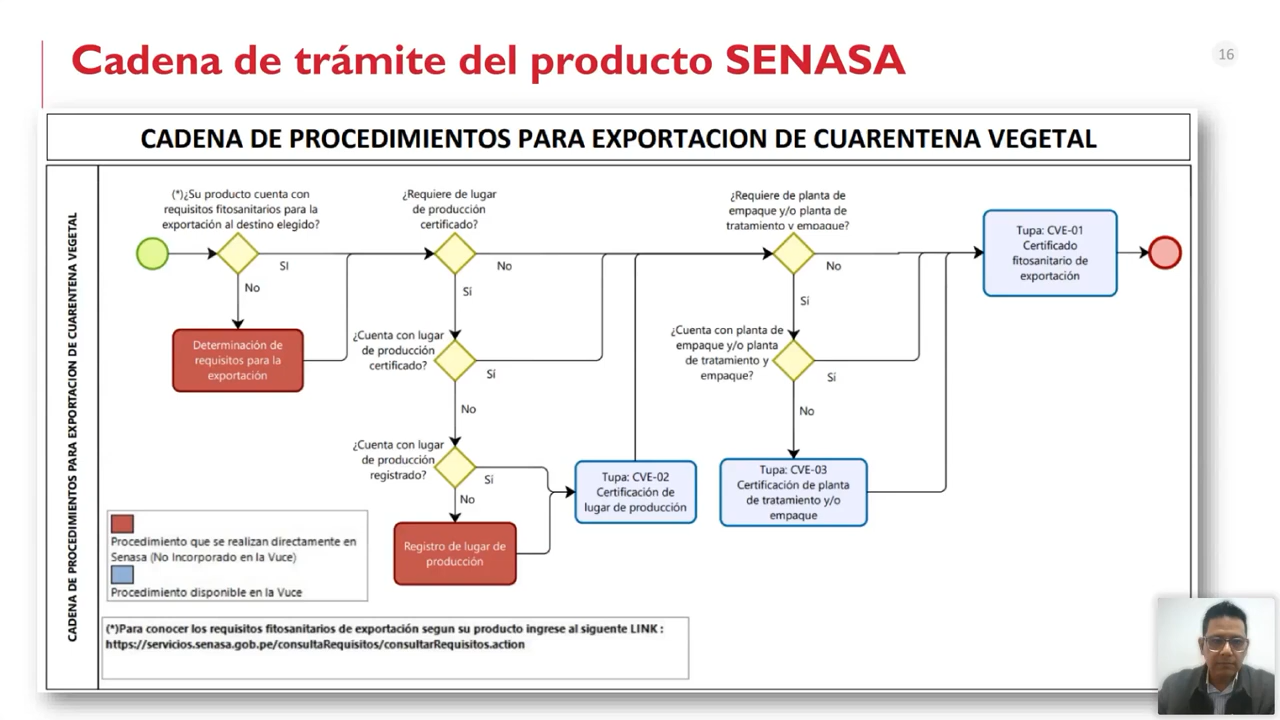 Cadena de trámite del producto SENASA
16
CADENA DE PROCEDIMIENTOS PARA EXPORTACION DE CUARENTENA VEGETAL
CADENA DE PROCEDIMIENTOS PARA EXPORTACION DE CUARENTENA VEGETAL
(*)¿Su producto cuenta con
requisitos fitosanitarios para la
exportación al destino elegido?
SI
No
Determinación de
requisitos para la
exportación
¿Requiere de lugar
de producción
certificado?
No
Sí
¿Cuenta con lugar
de producción
certificado?
Sí
No
¿Cuenta con lugar
de producción
registrado?
Sí
No
Registro de lugar de
producción
Tupa: CVE-02
Certificación de
lugar de producción
¿Requiere de planta de
empaque y/o planta de
tratamiento y empaque?
No
Sí
¿Cuenta con planta de
empaque y/o planta
de tratamiento y
empaque?
Sí
No
Tupa: CVE-03
Certificación de planta
de tratamiento y/o
empaque
Tupa: CVE-01
Certificado
fitosanitario de
exportación
Procedimiento que se realizan directamente en
Senasa (No Incorporado en la Vuce)
Procedimiento disponible en la Vuce
(*)Para conocer los requisitos fitosanitarios de exportación segun su producto ingrese al siguente LINK :
https://servicios.senasa.gob.pe/consultaRequisitos/consultarRequisitos.action